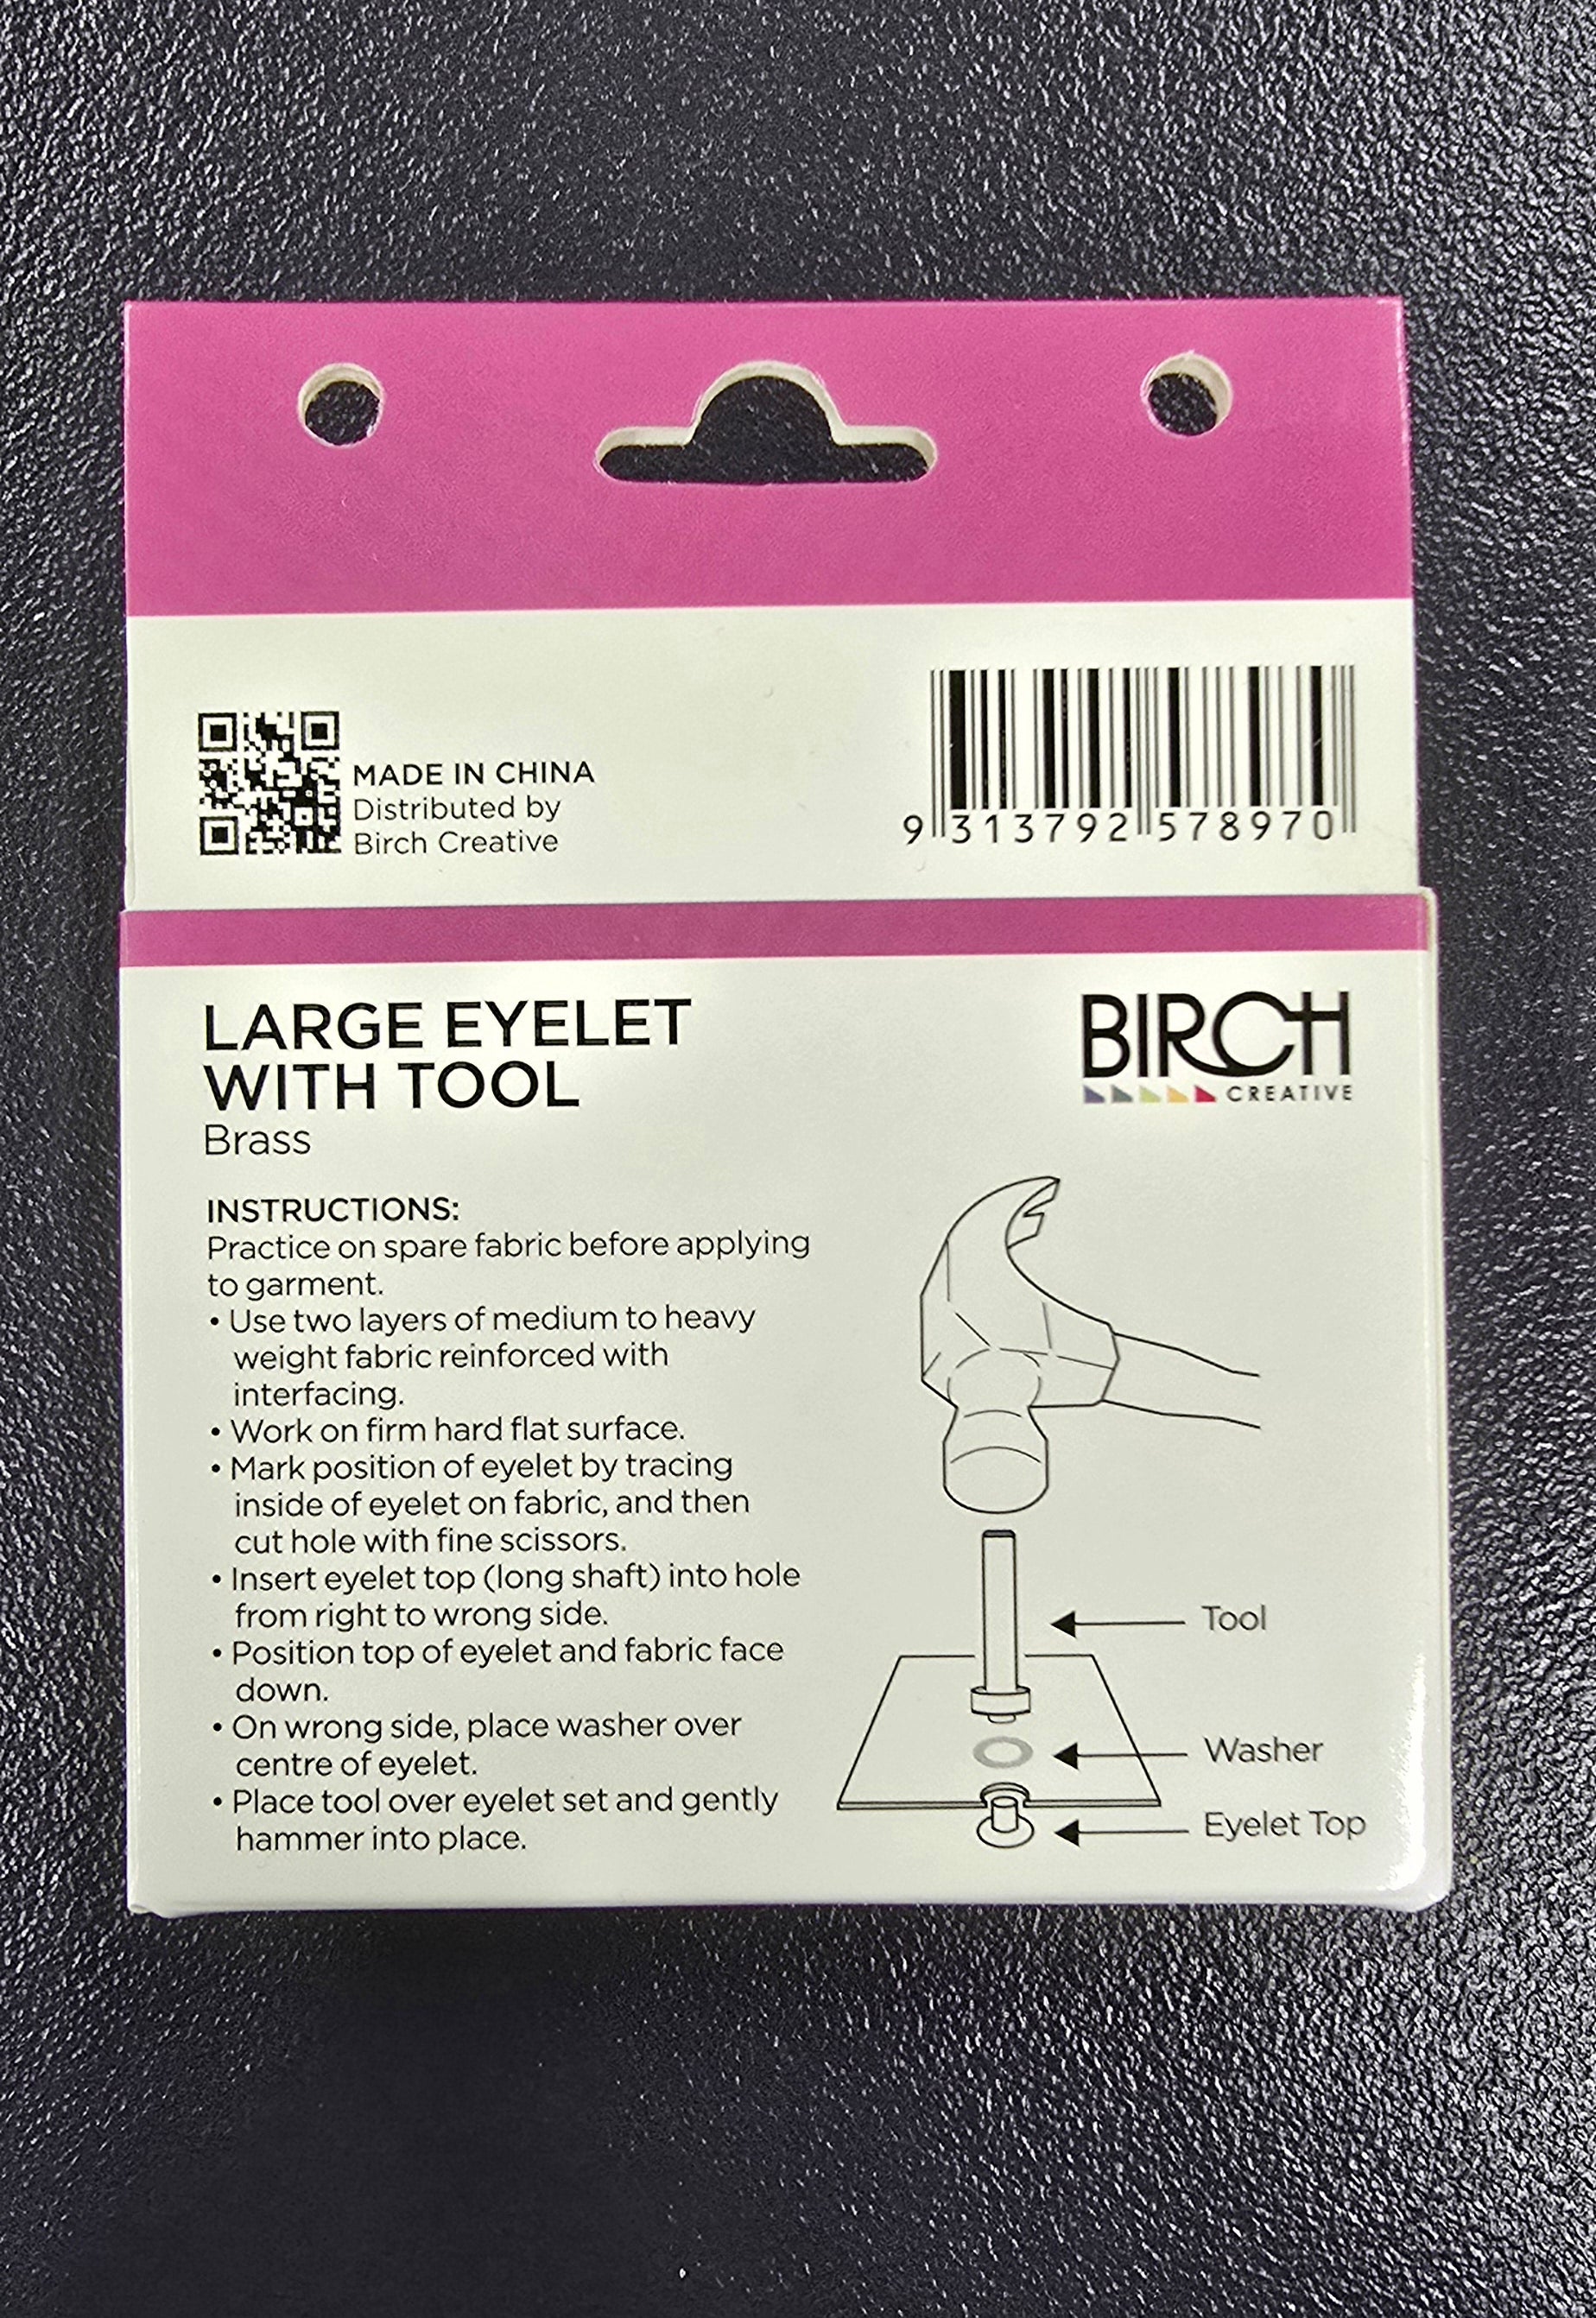 MADE IN CHINA
Distributed by
Birch Creative
9 313792 578970
LARGE EYELET
WITH TOOL
Brass
BIRCH
CREATIVE
INSTRUCTIONS:
Practice on spare fabric before applying
to garment.
• Use two layers of medium to heavy
weight fabric reinforced with
interfacing.
• Work on firm hard flat surface.
• Mark position of eyelet by tracing
inside of eyelet on fabric, and then
cut hole with fine scissors.
• Insert eyelet top (long shaft) into hole
from right to wrong side.
• Position top of eyelet and fabric face
down.
• On wrong side, place washer over
centre of eyelet.
• Place tool over eyelet set and gently
hammer into place.
Tool
Washer
Eyelet Top